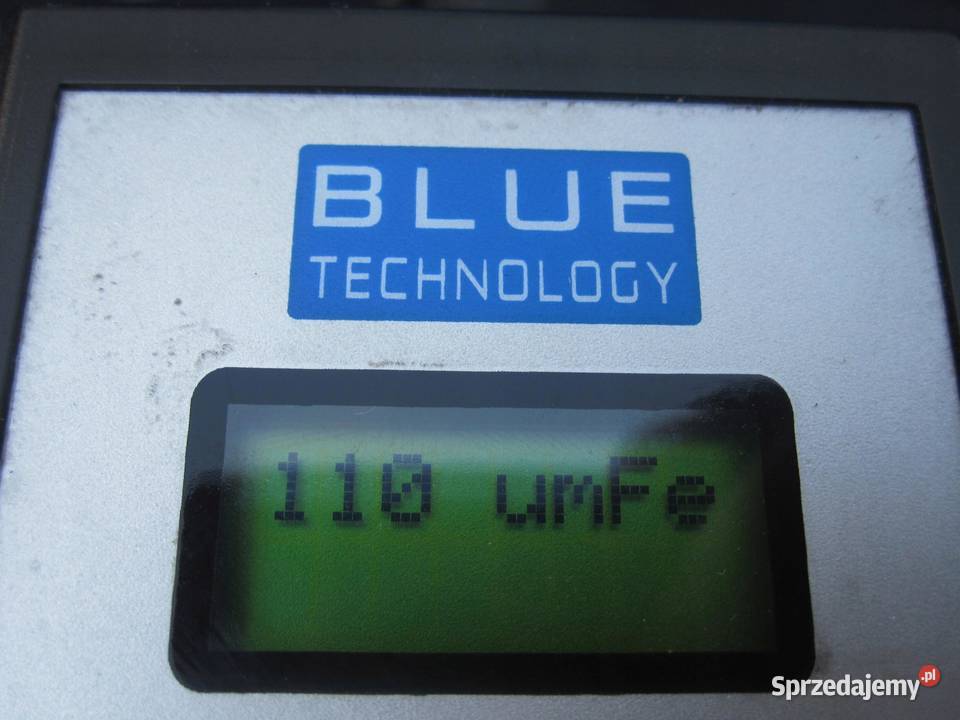 BLUE
TECHNOLOGY
110 umFe
Sprzedajemy.pl